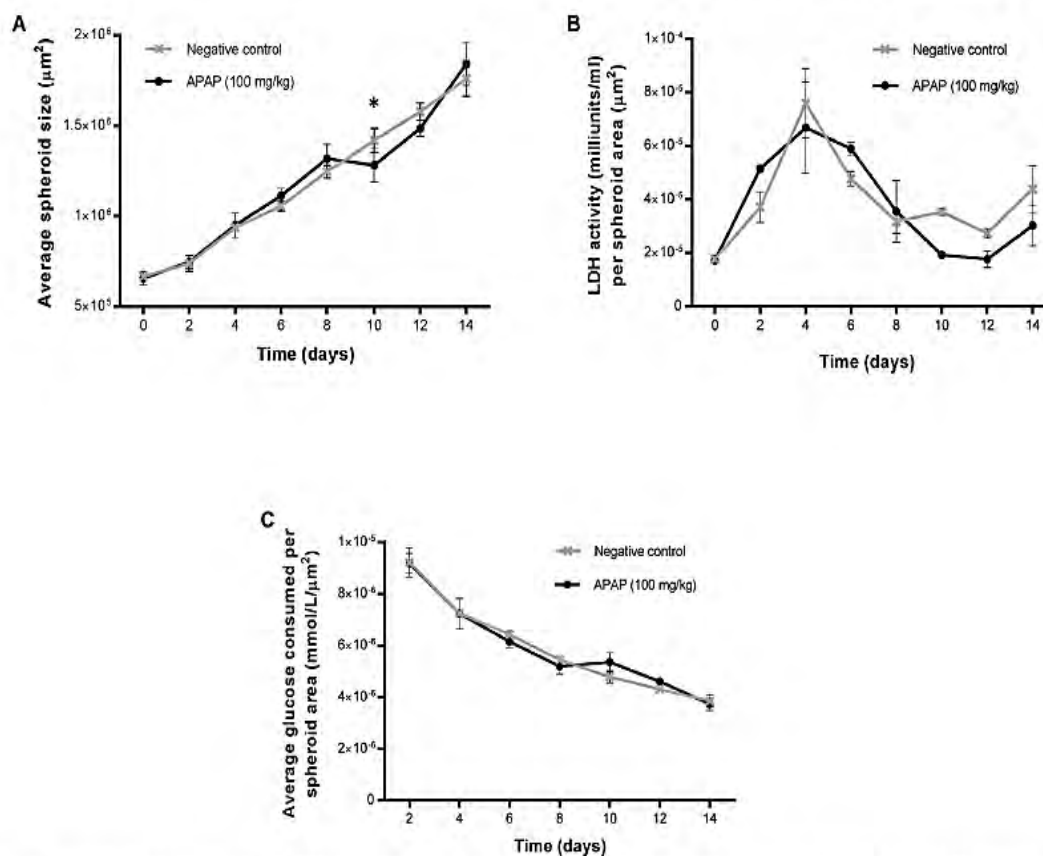 A
Average spheroid size (μm²)
2×10⁶
1.5×10⁶
1×10⁶
5×10⁵
Negative control
APAP (100 mg/kg)
*
0 2 4 6 8 10 12 14
Time (days)
B
LDH activity (milliunits/ml)
per spheroid area (μm²)
1×10⁻⁴
8×10⁻⁵
6×10⁻⁵
4×10⁻⁵
2×10⁻⁵
0
Negative control
APAP (100 mg/kg)
0 2 4 6 8 10 12 14
Time (days)
C
Average glucose consumed per
spheroid area (mmol/L/μm²)
1×10⁻⁵
8×10⁻⁶
6×10⁻⁶
4×10⁻⁶
2×10⁻⁶
0
Negative control
APAP (100 mg/kg)
2 4 6 8 10 12 14
Time (days)